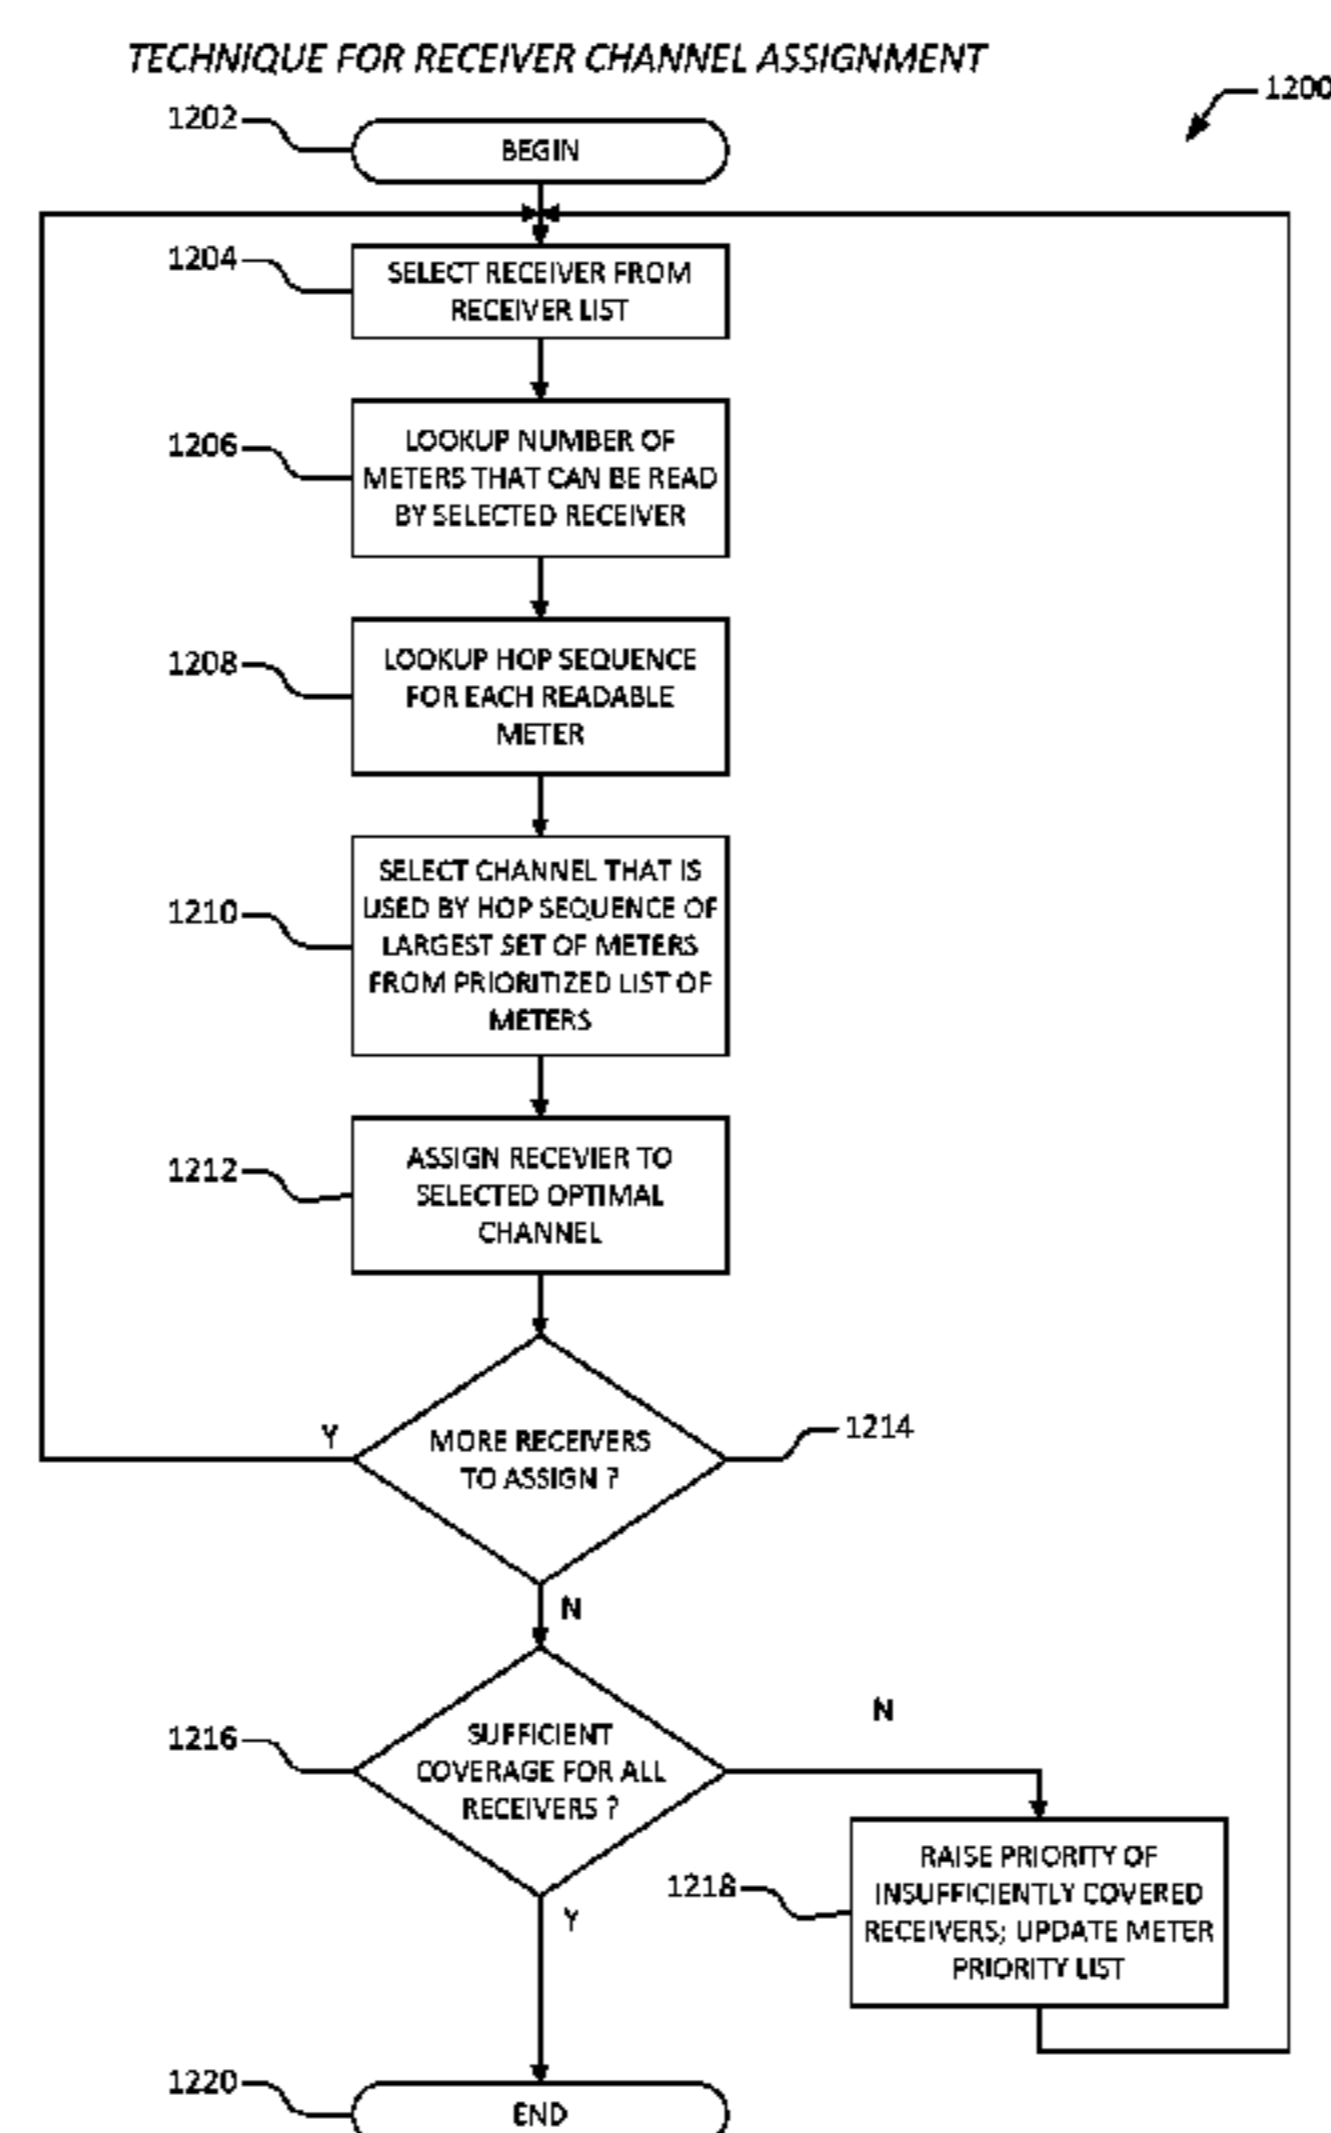 TECHNIQUE FOR RECEIVER CHANNEL ASSIGNMENT
1200
1202
BEGIN
1204
SELECT RECEIVER FROM
RECEIVER LIST
1206
LOOKUP NUMBER OF
METERS THAT CAN BE READ
BY SELECTED RECEIVER
1208
LOOKUP HOP SEQUENCE
FOR EACH READABLE
METER
1210
SELECT CHANNEL THAT IS
USED BY HOP SEQUENCE OF
LARGEST SET OF METERS
FROM PRIORITIZED LIST OF
METERS
1212
ASSIGN RECEVIER TO
SELECTED OPTIMAL
CHANNEL
Y
MORE RECEIVERS
TO ASSIGN ?
1214
N
1216
SUFFICIENT
COVERAGE FOR ALL
RECEIVERS ?
N
Y
1218
RAISE PRIORITY OF
INSUFFICIENTLY COVERED
RECEIVERS; UPDATE METER
PRIORITY LIST
1220
END